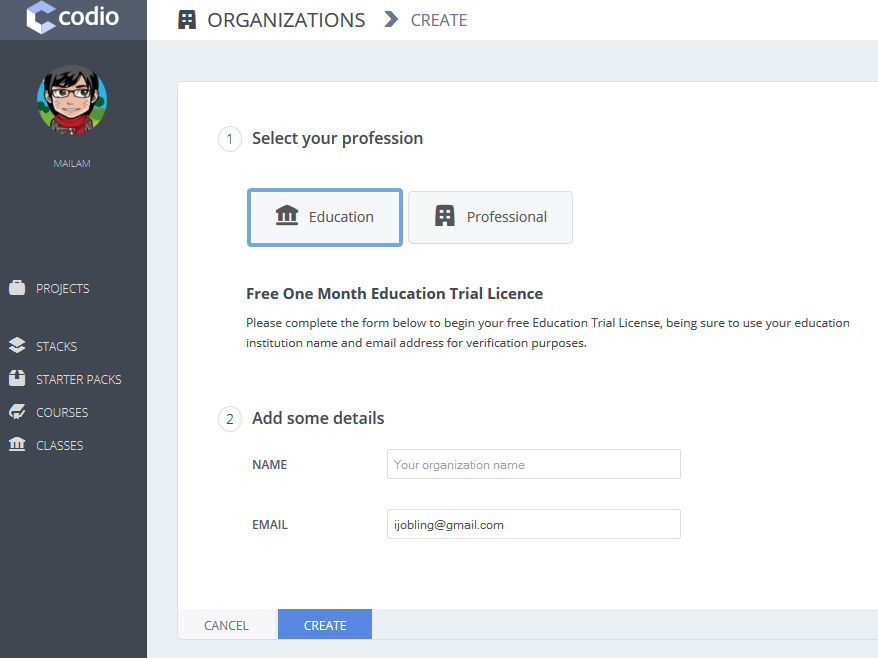 codio
ORGANIZATIONS CREATE
MAILAM
PROJECTS
STACKS
STARTER PACKS
COURSES
CLASSES
1 Select your profession
Education Professional
Free One Month Education Trial Licence
Please complete the form below to begin your free Education Trial License, being sure to use your education
institution name and email address for verification purposes.
2 Add some details
NAME Your organization name
EMAIL ijobling@gmail.com
CANCEL CREATE